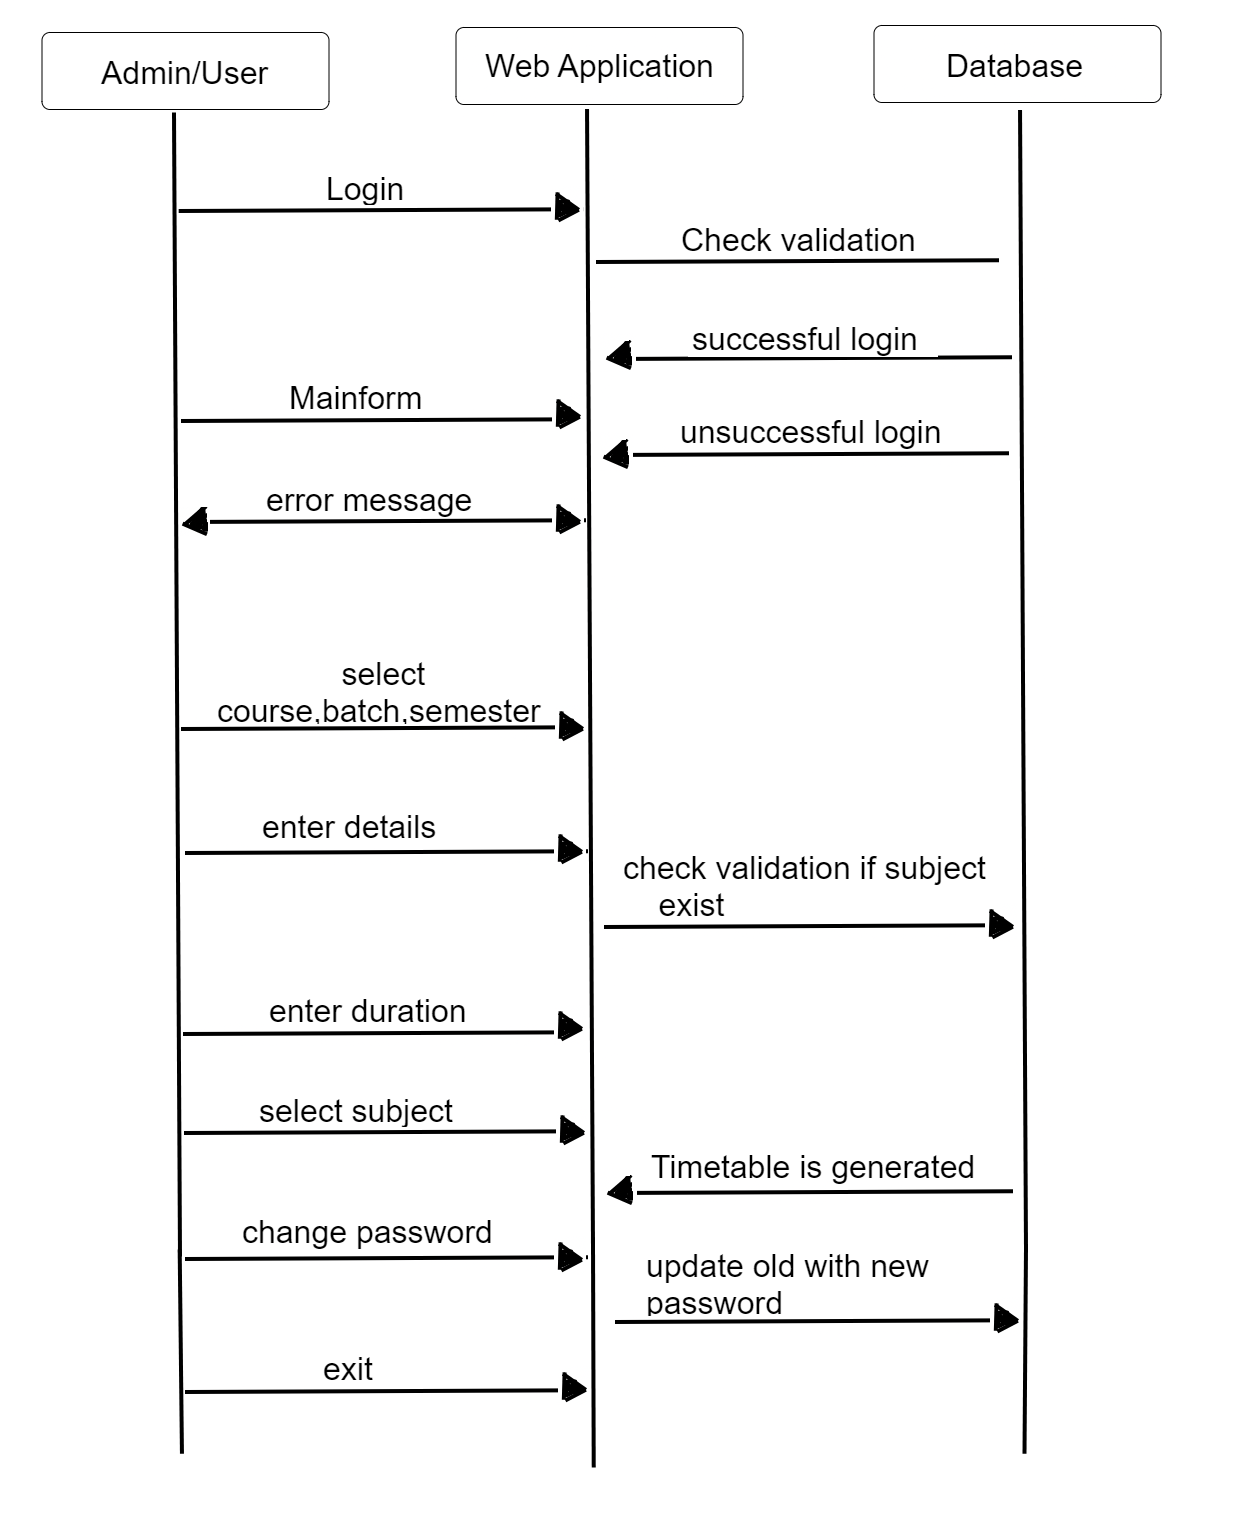 Admin/User
Web Application
Database
Login
Check validation
successful login
Mainform
unsuccessful login
error message
select
course,batch,semester
enter details
check validation if subject
exist
enter duration
select subject
Timetable is generated
change password
update old with new
password
exit